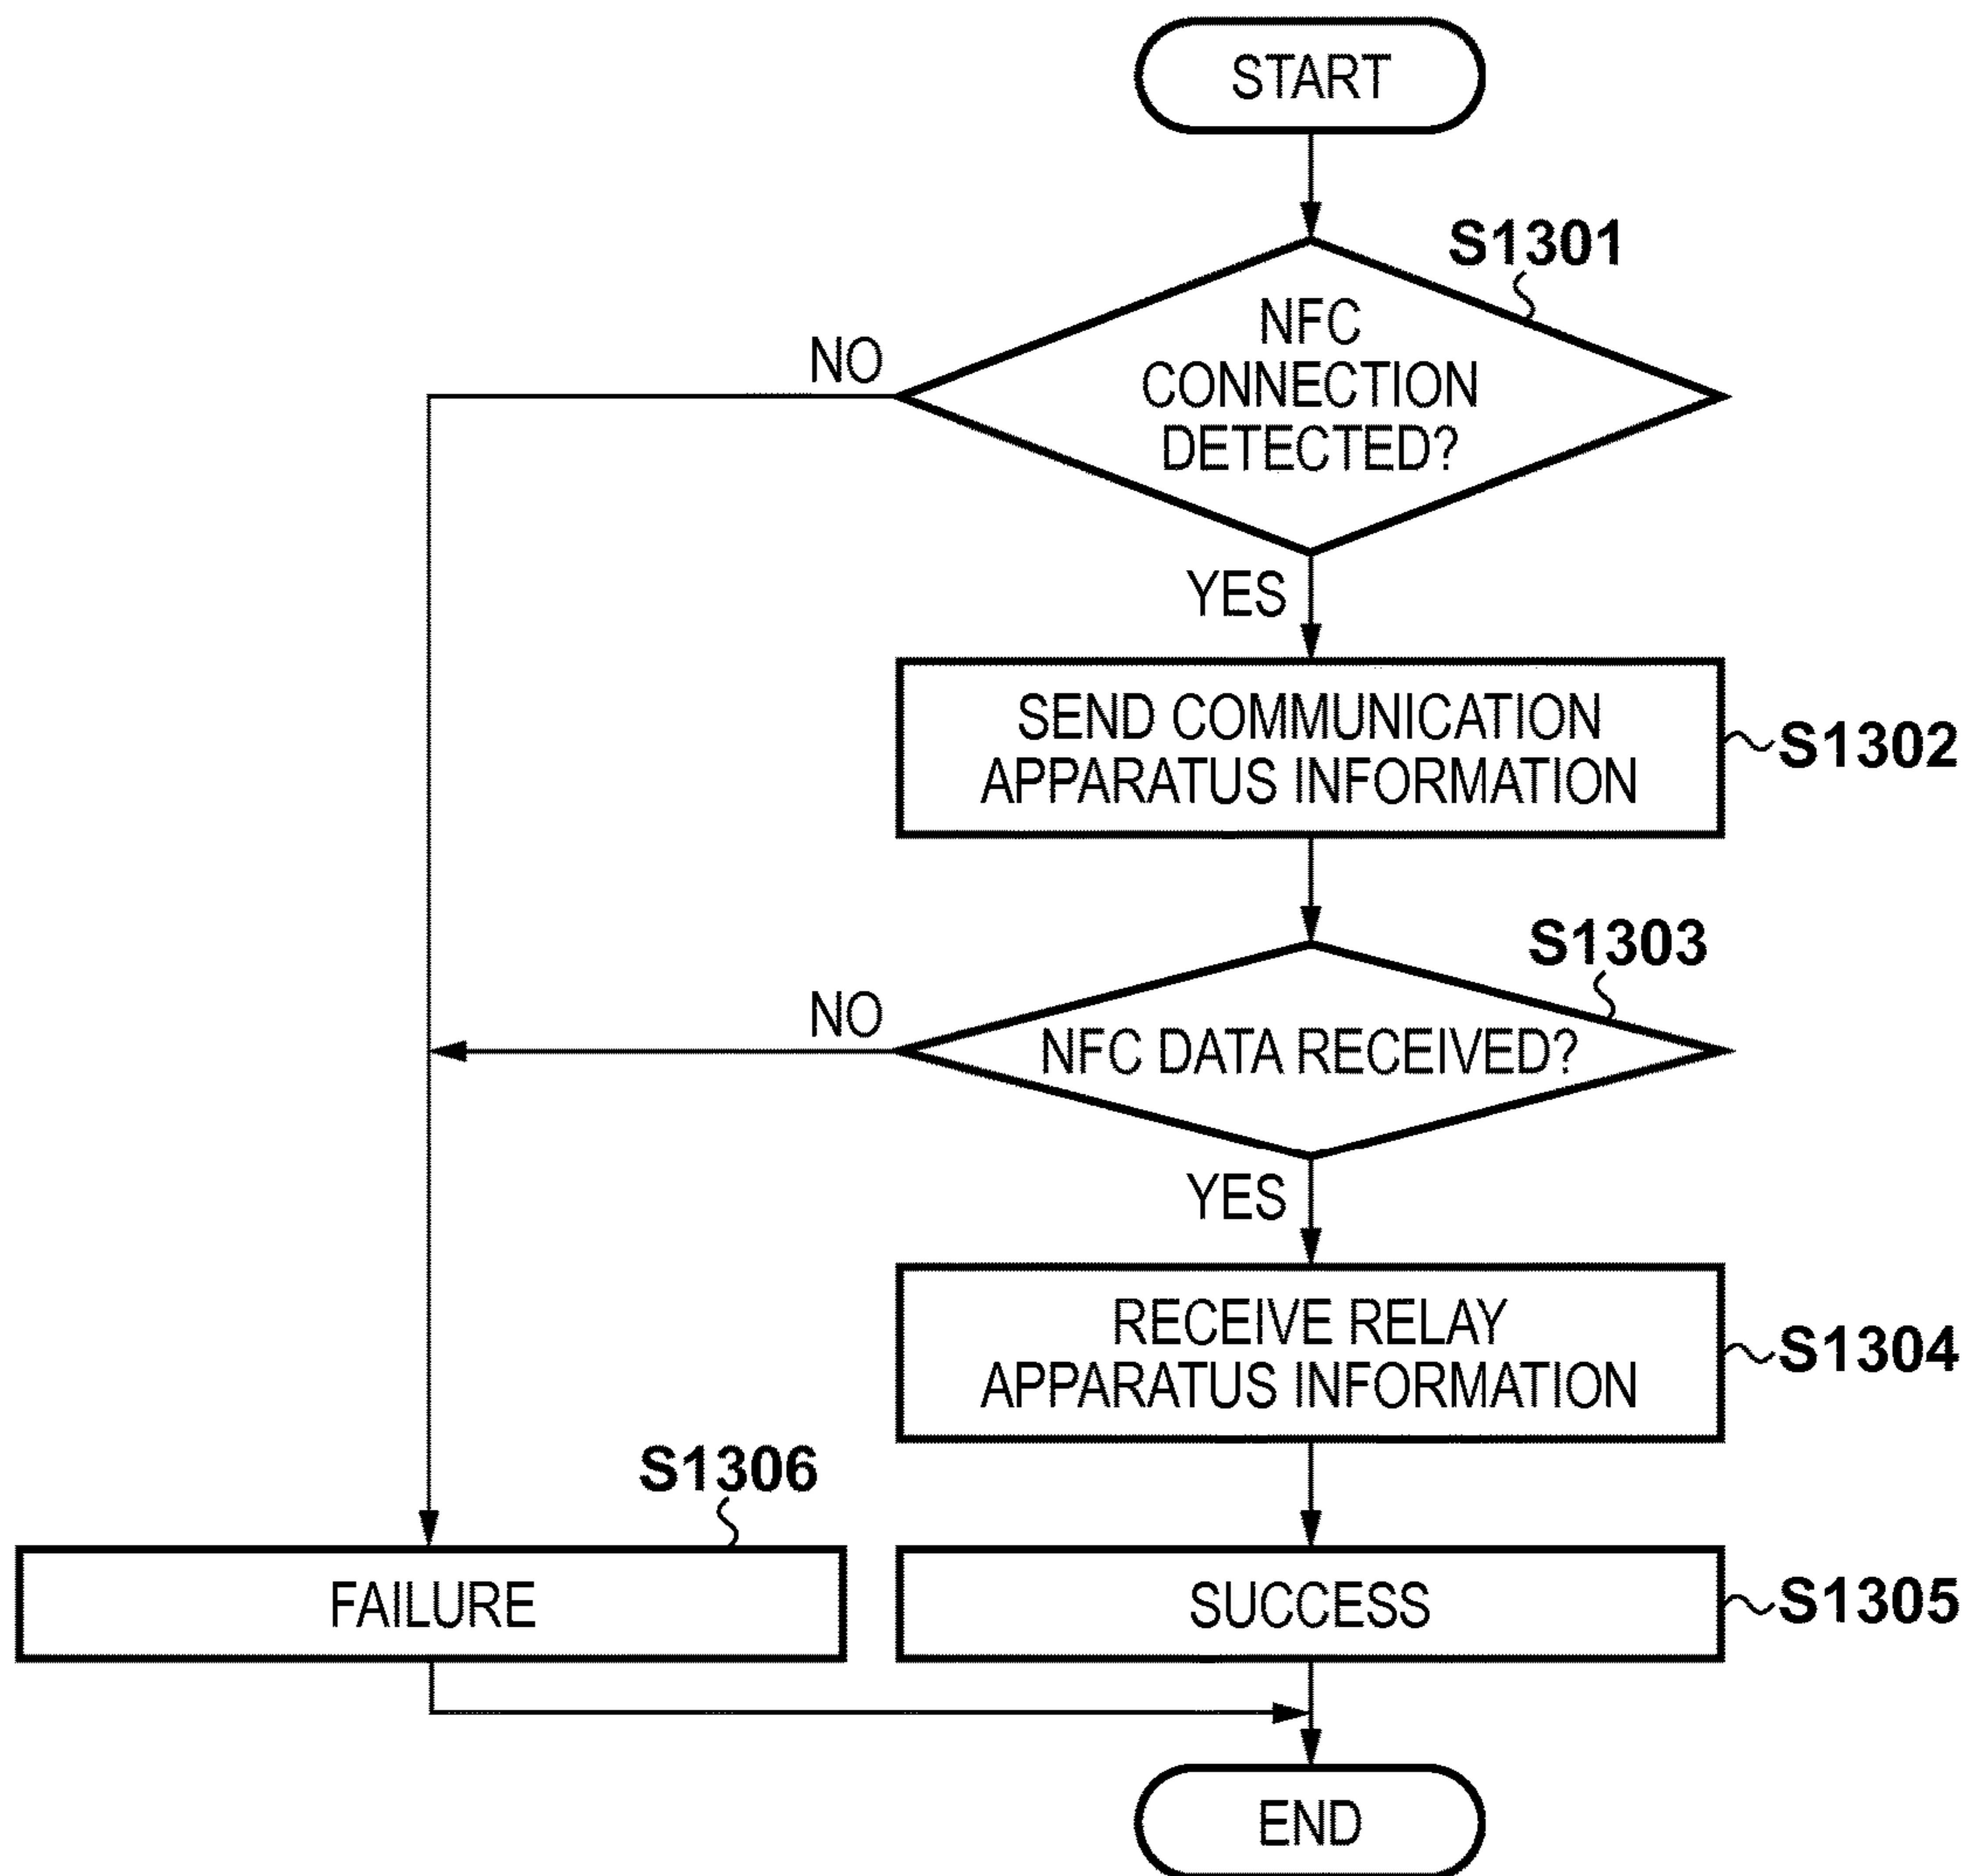 START
S1301
NFC
CONNECTION
DETECTED?
NO
YES
SEND COMMUNICATION
APPARATUS INFORMATION
S1302
S1303
NFC DATA RECEIVED?
NO
YES
RECEIVE RELAY
APPARATUS INFORMATION
S1304
S1306
FAILURE
SUCCESS
S1305
END